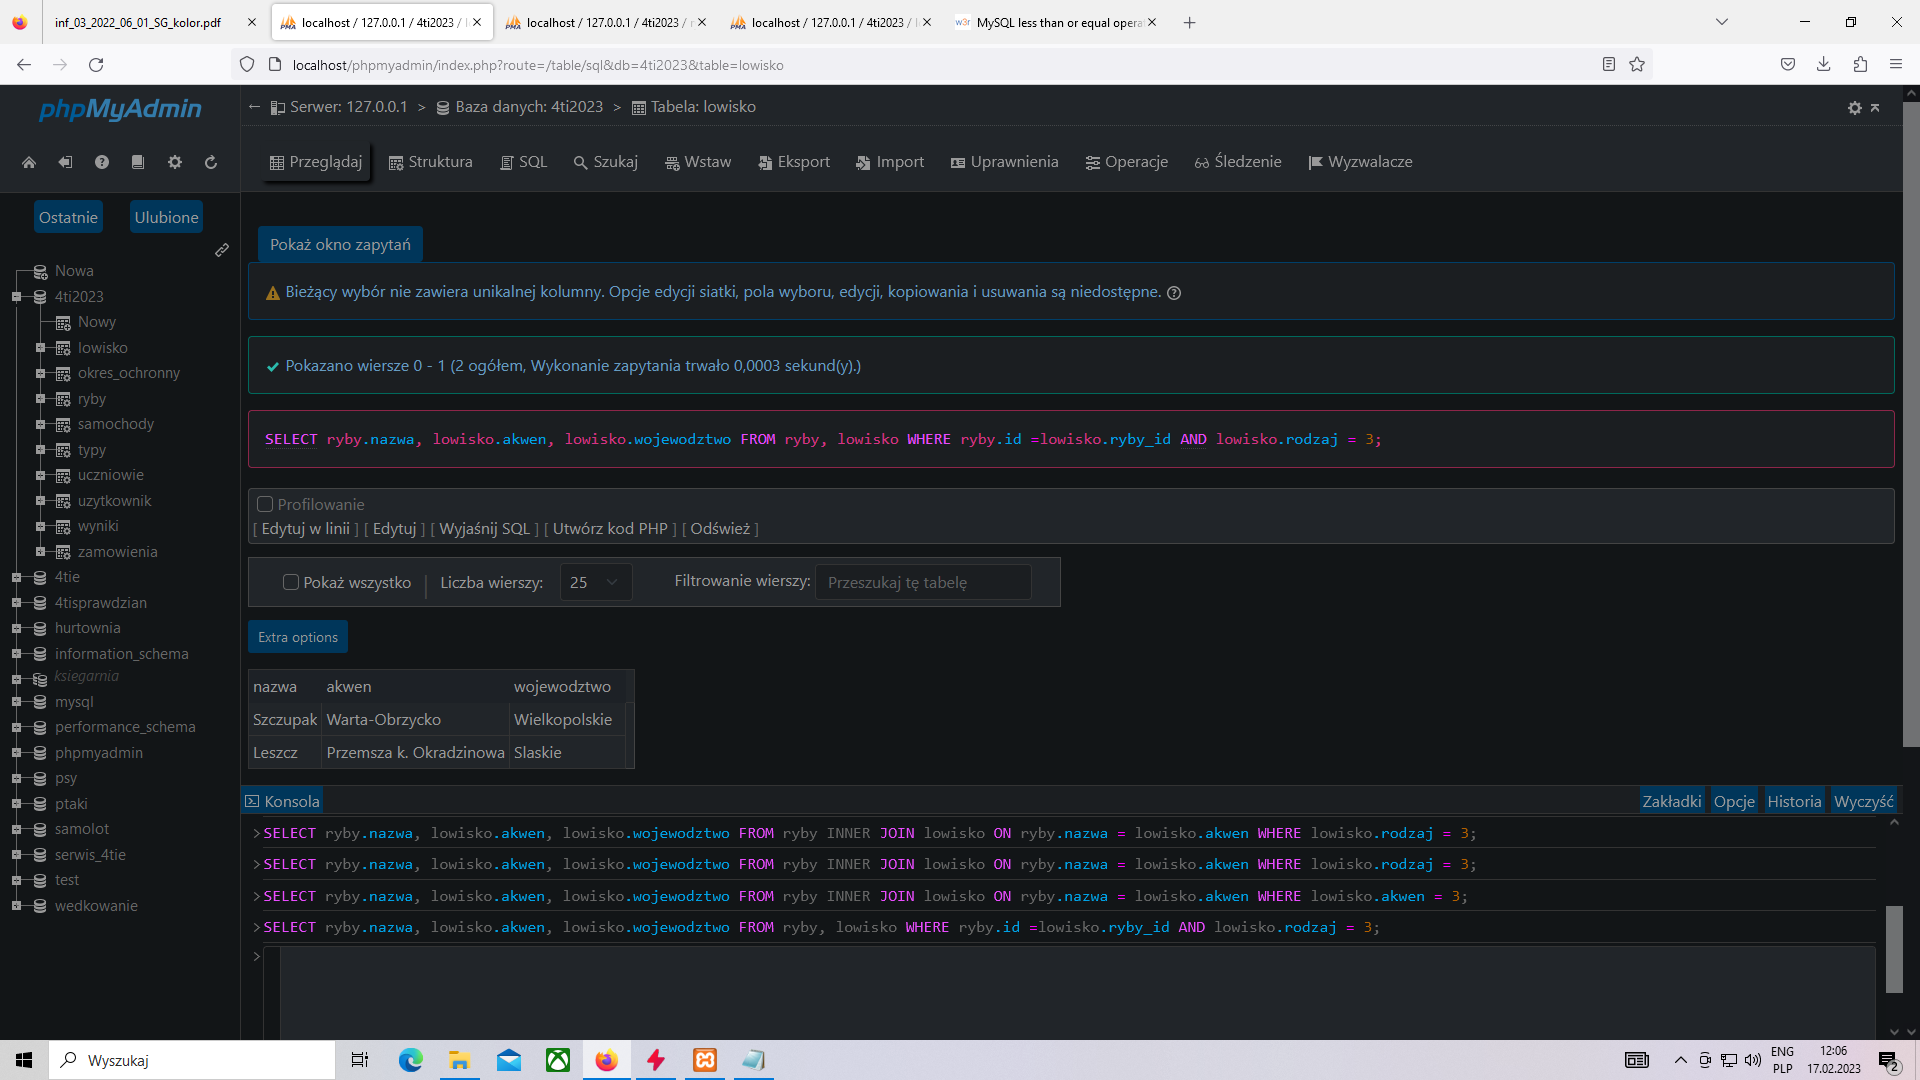 inf_03_2022_06_01_SG_kolor.pdf
localhost / 127.0.0.1 / 4ti2023 / l
localhost / 127.0.0.1 / 4ti2023 / r
localhost / 127.0.0.1 / 4ti2023 / l
w3r MySQL less than or equal opera
localhost/phpmyadmin/index.php?route=/table/sql&db=4ti2023&table=lowisko
phpMyAdmin
Serwer: 127.0.0.1 > Baza danych: 4ti2023 > Tabela: lowisko
Przeglądaj Struktura SQL Szukaj Wstaw Eksport Import Uprawnienia Operacje Śledzenie Wyzwalacze
Ostatnie Ulubione
Nowa
4ti2023
Nowy
lowisko
okres_ochronny
ryby
samochody
typy
uczniowie
uzytkownik
wyniki
zamowienia
4tie
4tisprawdzian
hurtownia
information_schema
ksiegarnia
mysql
performance_schema
phpmyadmin
psy
ptaki
samolot
serwis_4tie
test
wedkowanie
Pokaż okno zapytań
Bieżący wybór nie zawiera unikalnej kolumny. Opcje edycji siatki, pola wyboru, edycji, kopiowania i usuwania są niedostępne.
Pokazano wiersze 0 - 1 (2 ogółem, Wykonanie zapytania trwało 0,0003 sekund(y).)
SELECT ryby.nazwa, lowisko.akwen, lowisko.wojewodztwo FROM ryby, lowisko WHERE ryby.id =lowisko.ryby_id AND lowisko.rodzaj = 3;
Profilowanie
[ Edytuj w linii ] [ Edytuj ] [ Wyjaśnij SQL ] [ Utwórz kod PHP ] [ Odśwież ]
Pokaż wszystko | Liczba wierszy: 25 Filtrowanie wierszy: Przeszukaj tę tabelę
Extra options
nazwa akwen wojewodztwo
Szczupak Warta-Obrzycko Wielkopolskie
Leszcz Przemsza k. Okradzinowa Slaskie
Konsola Zakładki Opcje Historia Wyczyść
>SELECT ryby.nazwa, lowisko.akwen, lowisko.wojewodztwo FROM ryby INNER JOIN lowisko ON ryby.nazwa = lowisko.akwen WHERE lowisko.rodzaj = 3;
>SELECT ryby.nazwa, lowisko.akwen, lowisko.wojewodztwo FROM ryby INNER JOIN lowisko ON ryby.nazwa = lowisko.akwen WHERE lowisko.rodzaj = 3;
>SELECT ryby.nazwa, lowisko.akwen, lowisko.wojewodztwo FROM ryby INNER JOIN lowisko ON ryby.nazwa = lowisko.akwen WHERE lowisko.akwen = 3;
>SELECT ryby.nazwa, lowisko.akwen, lowisko.wojewodztwo FROM ryby, lowisko WHERE ryby.id =lowisko.ryby_id AND lowisko.rodzaj = 3;
>
Wyszukaj
ENG
PLP
12:06
17.02.2023
2